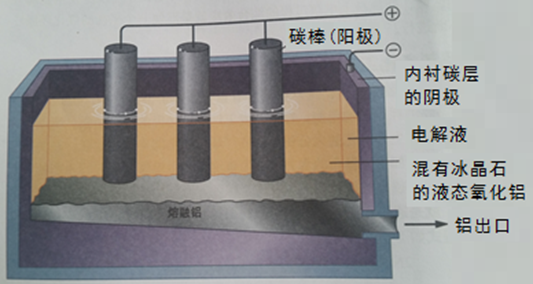 ⊕
碳棒(阳极)
⊖
内衬碳层
的阴极
电解液
混有冰晶石
的液态氧化铝
熔融铝
铝出口